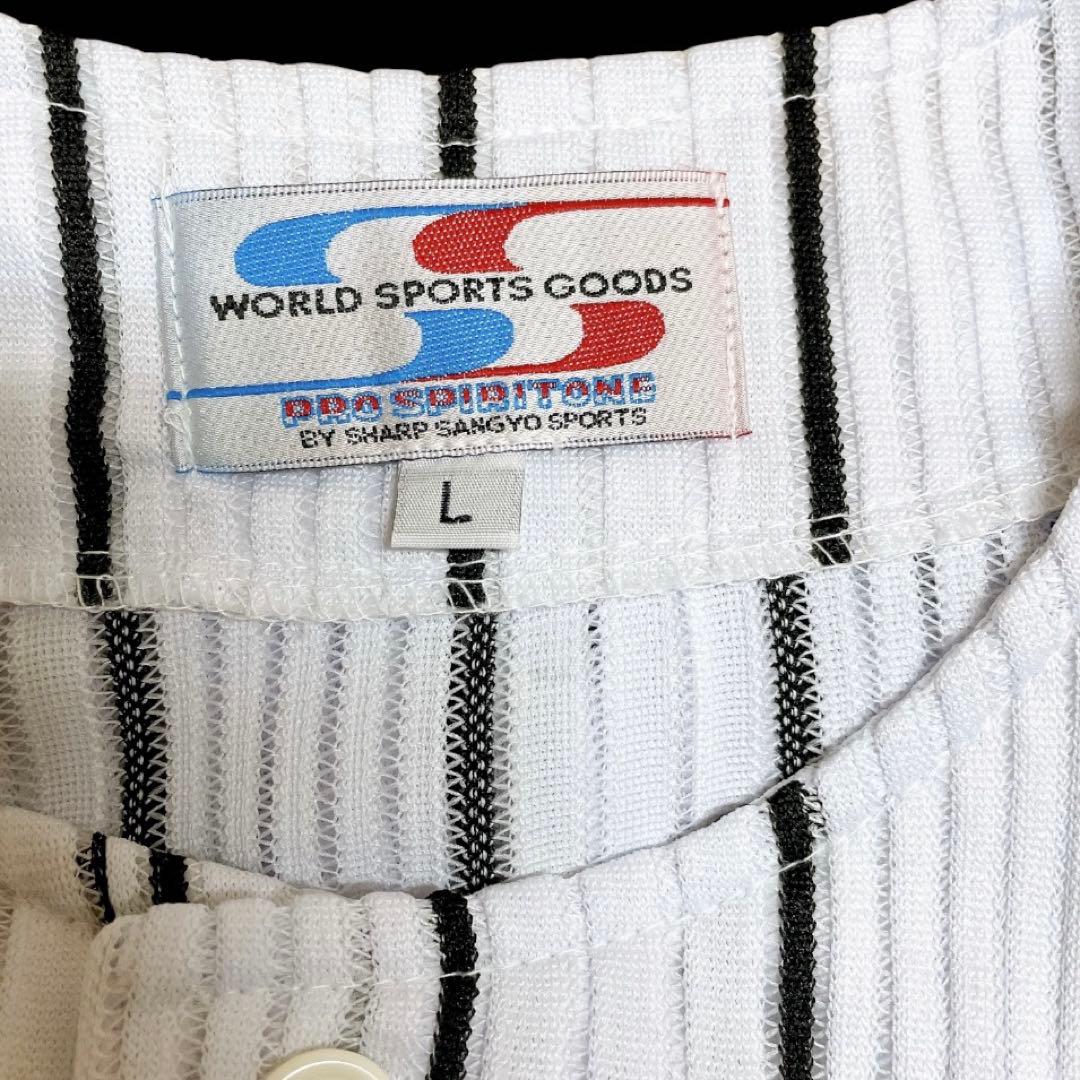 WORLD SPORTS GOODS
PRO SPIRITONE
BY SHARP SANGYO SPORTS
L